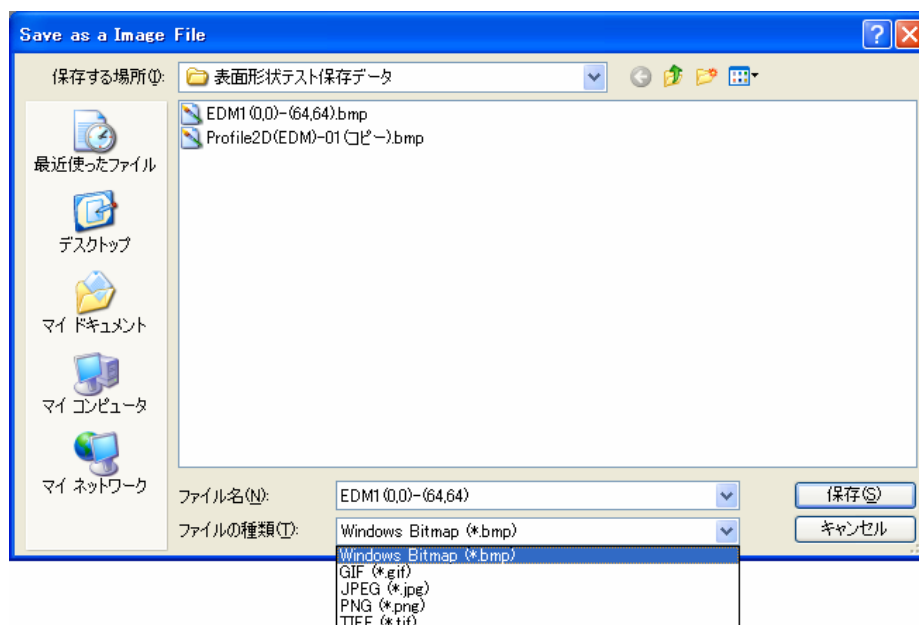 Save as a Image File
保存する場所(I):
表面形状テスト保存データ
EDM1(0,0)-(64,64).bmp
Profile2D(EDM)-01(コピー).bmp
最近使ったファイル
デスクトップ
マイ ドキュメント
マイ コンピュータ
マイ ネットワーク
ファイル名(N):
EDM1(0,0)-(64,64)
保存(S)
ファイルの種類(T):
Windows Bitmap (*.bmp)
キャンセル
Windows Bitmap (*.bmp)
GIF (*.gif)
JPEG (*.jpg)
PNG (*.png)
TIFF (*.tif)